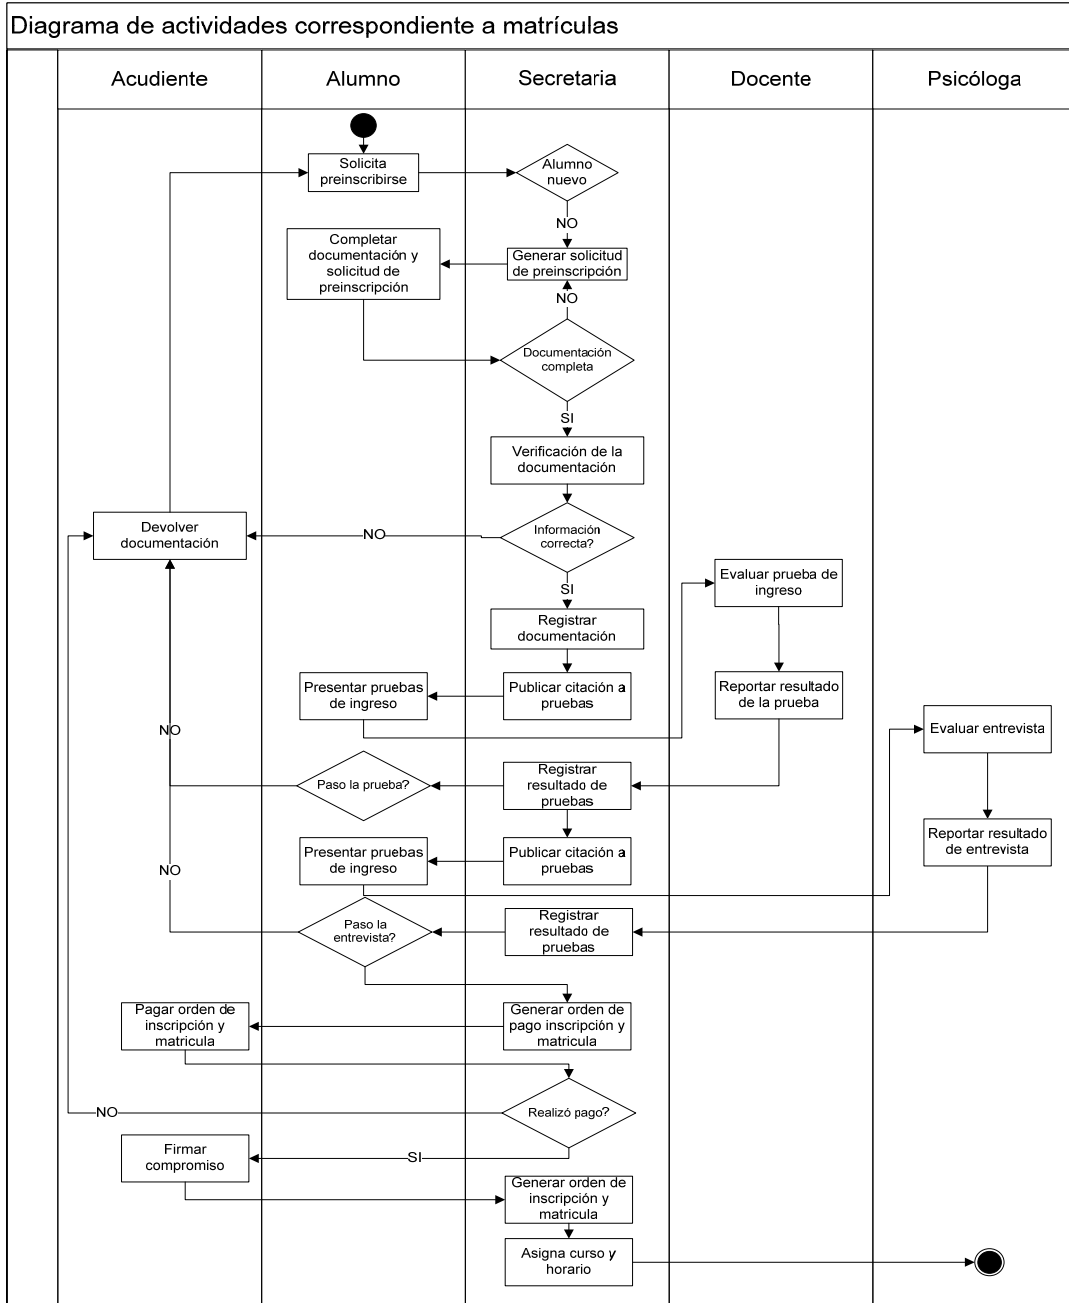 Diagrama de actividades correspondiente a matrículas
Acudiente
Alumno
Secretaria
Docente
Psicóloga
Solicita
preinscribirse
Alumno
nuevo
NO
Completar
documentación y
solicitud de
preinscripción
Generar solicitud
de preinscripción
NO
Documentación
completa
SI
Verificación de la
documentación
Devolver
documentación
NO
Información
correcta?
SI
Evaluar prueba de
ingreso
Registrar
documentación
Presentar pruebas
de ingreso
Publicar citación a
pruebas
Reportar resultado
de la prueba
NO
Evaluar entrevista
Paso la prueba?
Registrar
resultado de
pruebas
Presentar pruebas
de ingreso
Publicar citación a
pruebas
Reportar resultado
de entrevista
NO
Paso la
entrevista?
Registrar
resultado de
pruebas
Pagar orden de
inscripción y
matricula
Generar orden de
pago inscripción y
matricula
NO
Realizó pago?
Firmar
compromiso
SI
Generar orden de
inscripción y
matricula
Asigna curso y
horario